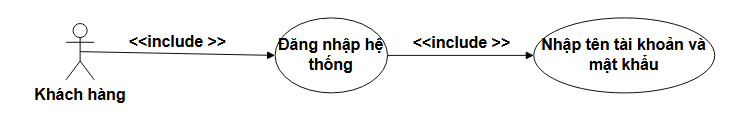 <<include >>
Đăng nhập hệ
thống
<<include >>
Nhập tên tài khoản và
mật khẩu
Khách hàng